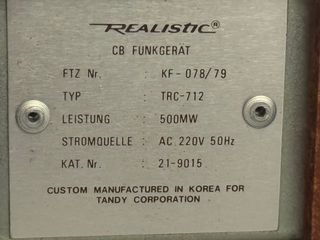 REALISTIC®
CB FUNKGERÄT
FTZ Nr. : KF-078/79
TYP : TRC-712
LEISTUNG : 500MW
STROMQUELLE : AC 220V 50Hz
KAT. Nr. : 21-9015
CUSTOM MANUFACTURED IN KOREA FOR
TANDY CORPORATION